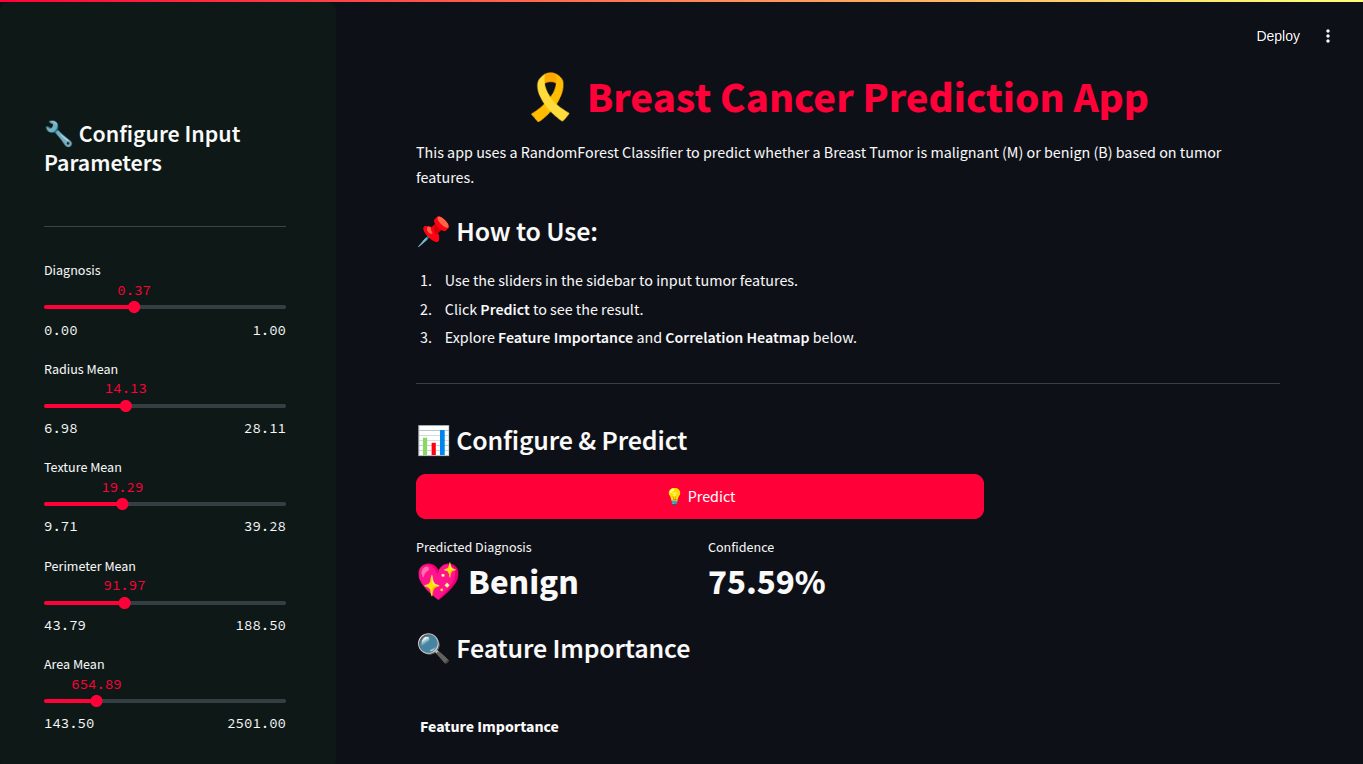 Deploy
🔧 Configure Input
Parameters
Diagnosis
0.37
0.00 1.00
Radius Mean
14.13
6.98 28.11
Texture Mean
19.29
9.71 39.28
Perimeter Mean
91.97
43.79 188.50
Area Mean
654.89
143.50 2501.00
🎗️ Breast Cancer Prediction App
This app uses a RandomForest Classifier to predict whether a Breast Tumor is malignant (M) or benign (B) based on tumor
features.
📌 How to Use:
1. Use the sliders in the sidebar to input tumor features.
2. Click Predict to see the result.
3. Explore Feature Importance and Correlation Heatmap below.
📊 Configure & Predict
💡 Predict
Predicted Diagnosis
💖 Benign
Confidence
75.59%
🔍 Feature Importance
Feature Importance